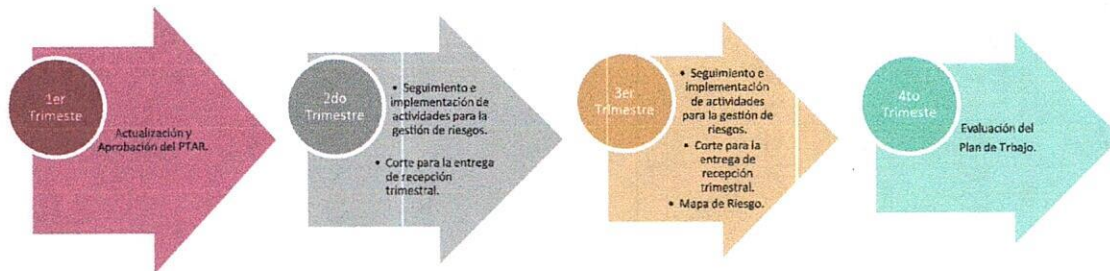 1er
Trimeste
Actualización y
Aprobación del PTAR.
2do
Trimestre
• Seguimiento e
implementación de
actividades para la
gestión de riesgos.
• Corte para la entrega
de recepción
trimestral.
3er
Trimestre
• Seguimiento e
implementación
de actividades
para la gestión de
riesgos.
• Corte para la
entrega de
recepción
trimestral.
• Mapa de Riesgo.
4to
Trimeste
Evaluación del
Plan de Trbajo.